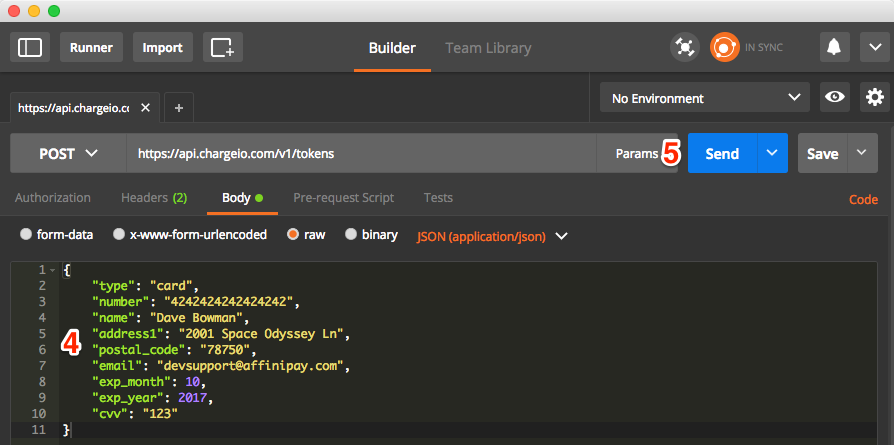 Runner Import Builder Team Library IN SYNC
https://api.chargeio.co × + No Environment
POST https://api.chargeio.com/v1/tokens Params 5 Send Save
Authorization Headers (2) Body Pre-request Script Tests Code
form-data x-www-form-urlencoded raw binary JSON (application/json)
1 {
2 "type": "card",
3 "number": "4242424242424242",
4 "name": "Dave Bowman",
5 "address1": "2001 Space Odyssey Ln",
4
6 "postal_code": "78750",
7 "email": "devsupport@affinipay.com",
8 "exp_month": 10,
9 "exp_year": 2017,
10 "cvv": "123"
11 }